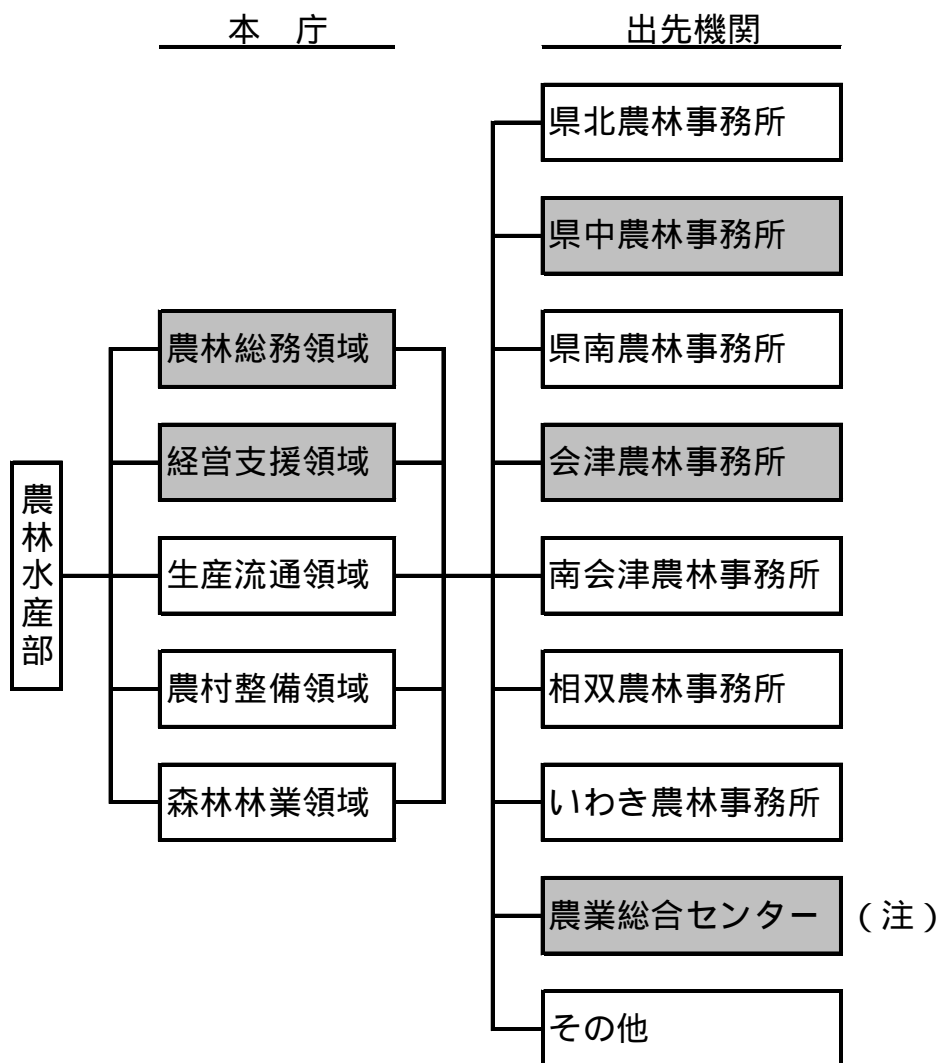 本　庁
出先機関
農林水産部
農林総務領域
経営支援領域
生産流通領域
農村整備領域
森林林業領域
県北農林事務所
県中農林事務所
県南農林事務所
会津農林事務所
南会津農林事務所
相双農林事務所
いわき農林事務所
農業総合センター （注）
その他